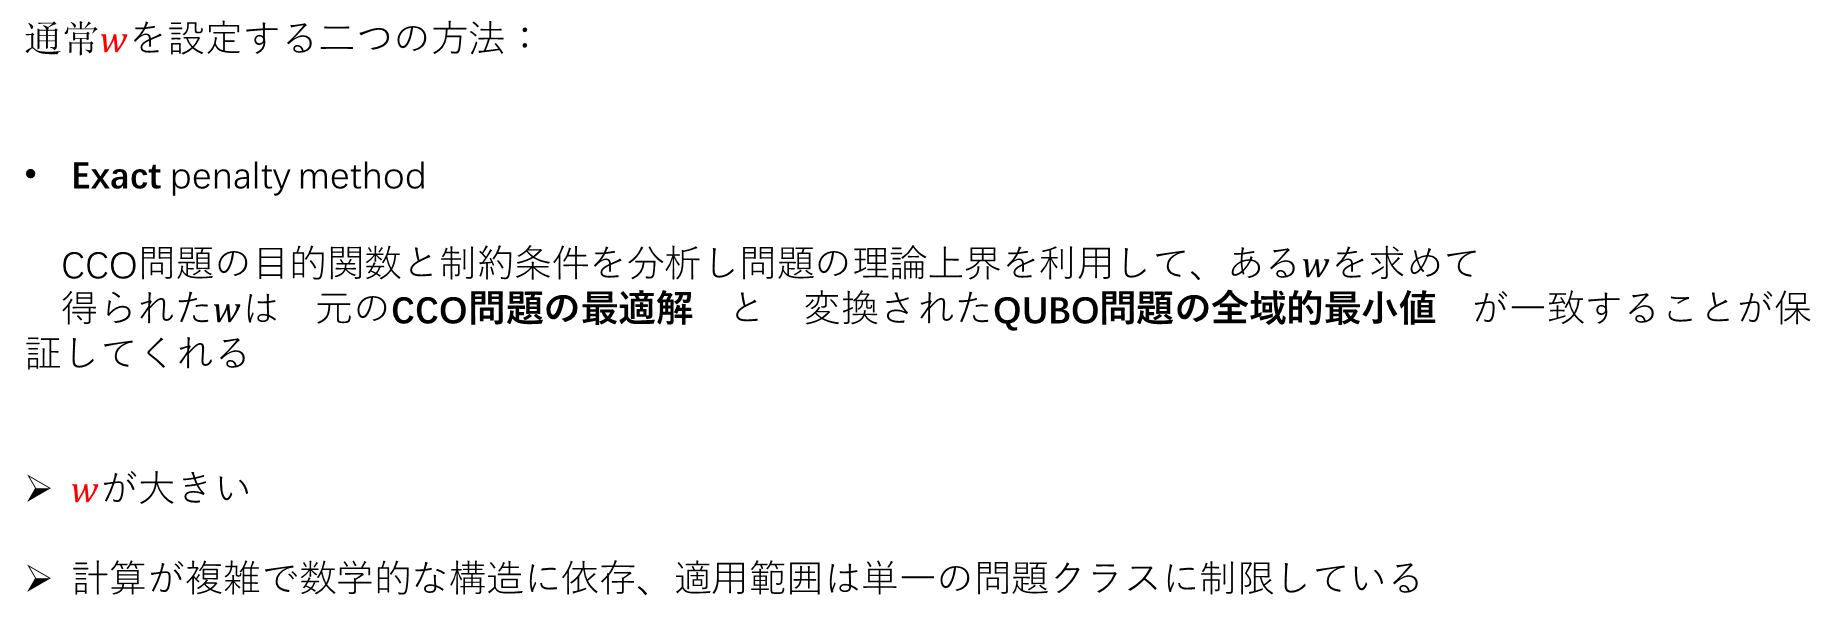 通常wを設定する二つの方法：
• Exact penalty method
CCO問題の目的関数と制約条件を分析し問題の理論上界を利用して、あるwを求めて
得られたwは　元のCCO問題の最適解　と　変換されたQUBO問題の全域的最小値　が一致することが保
証してくれる
➢ wが大きい
➢ 計算が複雑で数学的な構造に依存、適用範囲は単一の問題クラスに制限している